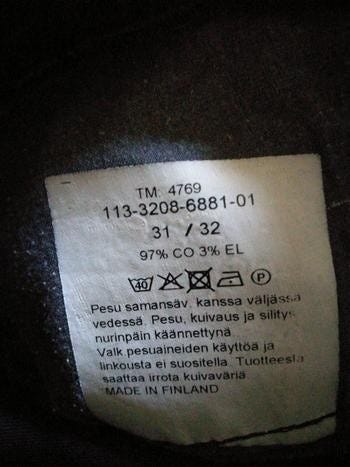 TM: 4769
113-3208-6881-01
31 / 32
97% CO 3% EL
40 P
Pesu samansäv. kanssa väljässä
vedessä. Pesu, kuivaus ja silitys
nurinpäin käännettynä.
Valk.pesuaineiden käyttöä ja
linkousta ei suositella. Tuotteesta
saattaa irrota kuivaväriä.
MADE IN FINLAND